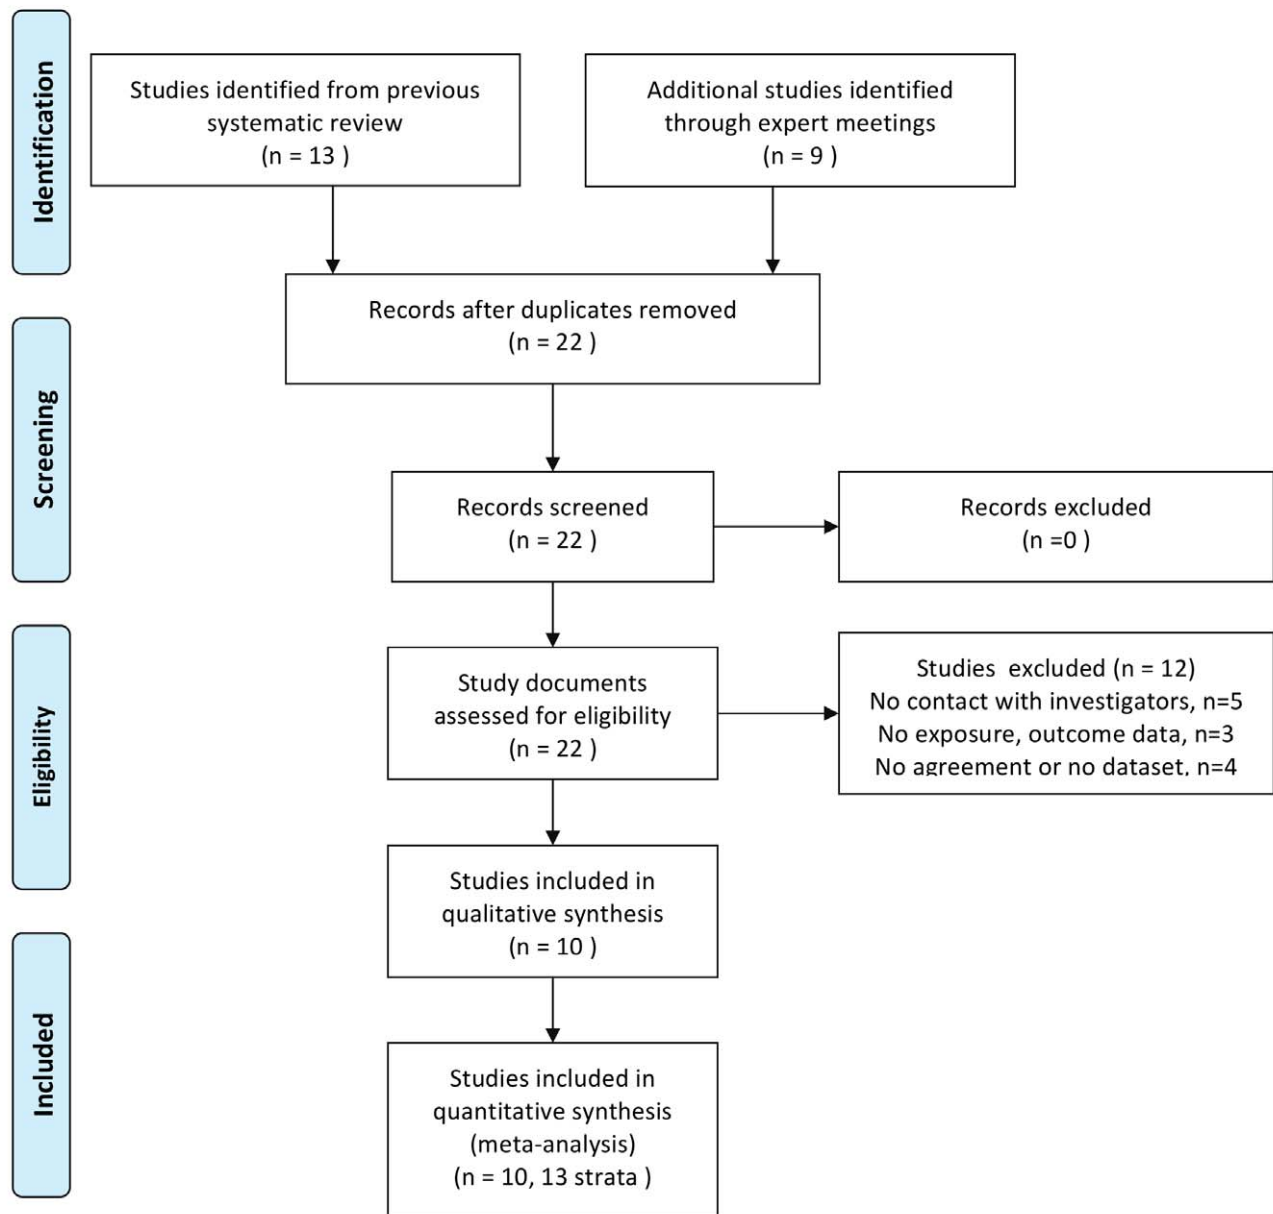 Identification
Studies identified from previous
systematic review
(n = 13 )
Additional studies identified
through expert meetings
(n = 9 )
Records after duplicates removed
(n = 22 )
Screening
Records screened
(n = 22 )
Records excluded
(n =0 )
Eligibility
Study documents
assessed for eligibility
(n = 22 )
Studies  excluded (n = 12)
No contact with investigators, n=5
No exposure, outcome data, n=3
No agreement or no dataset, n=4
Studies included in
qualitative synthesis
(n = 10 )
Included
Studies included in
quantitative synthesis
(meta-analysis)
(n = 10, 13 strata )